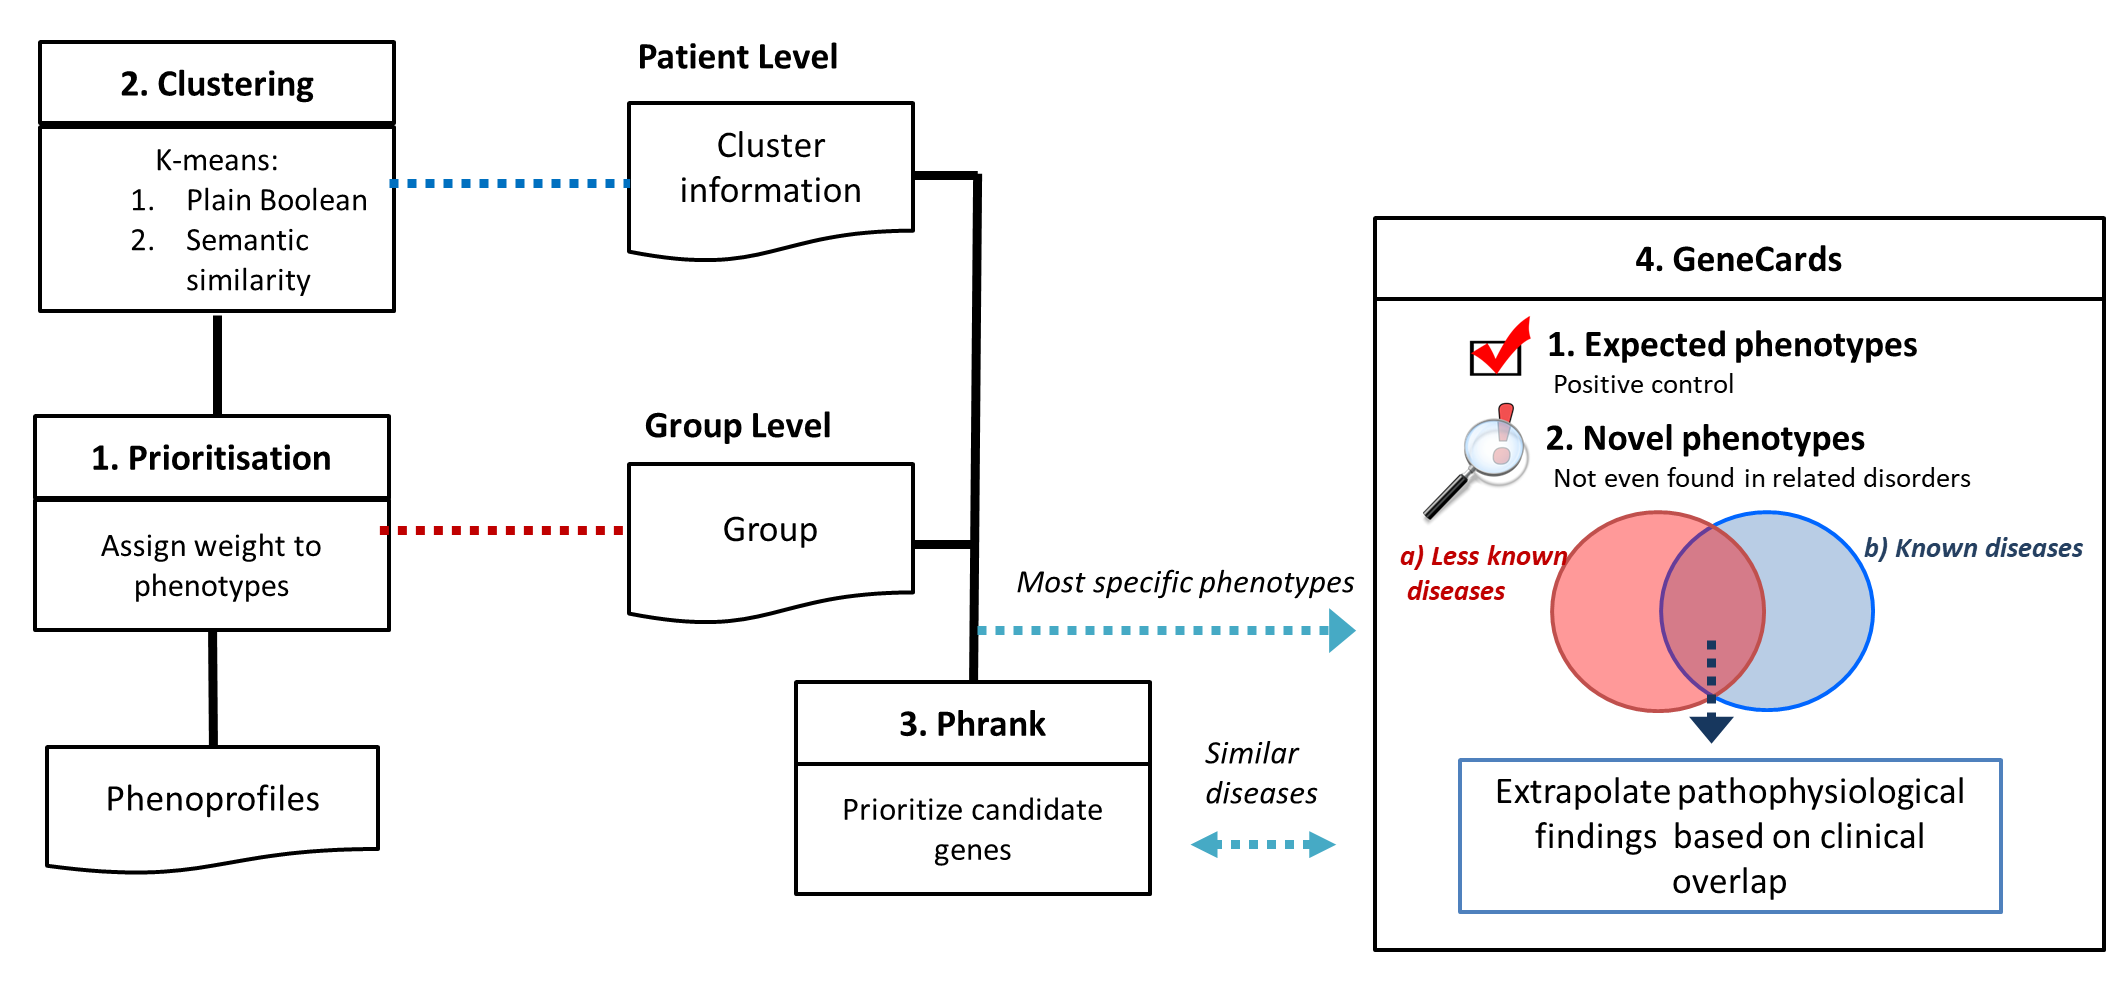 2. Clustering
K-means:
1. Plain Boolean
2. Semantic
similarity
1. Prioritisation
Assign weight to
phenotypes
Phenoprofiles
Patient Level
Cluster
information
Group Level
Group
Most specific phenotypes
3. Phrank
Prioritize candidate
genes
Similar
diseases
4. GeneCards
1. Expected phenotypes
Positive control
2. Novel phenotypes
Not even found in related disorders
a) Less known
diseases
b) Known diseases
Extrapolate pathophysiological
findings based on clinical
overlap